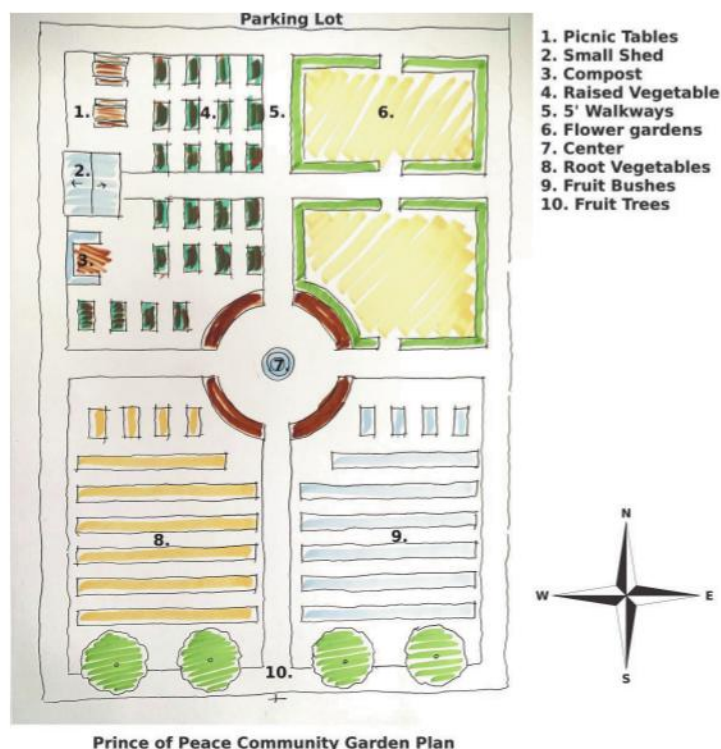 Parking Lot
1. Picnic Tables
2. Small Shed
3. Compost
4. Raised Vegetable
5. 5' Walkways
6. Flower gardens
7. Center
8. Root Vegetables
9. Fruit Bushes
10. Fruit Trees
1.
4.
5.
6.
2.
3.
7.
8.
9.
10.
N
W
E
S
Prince of Peace Community Garden Plan